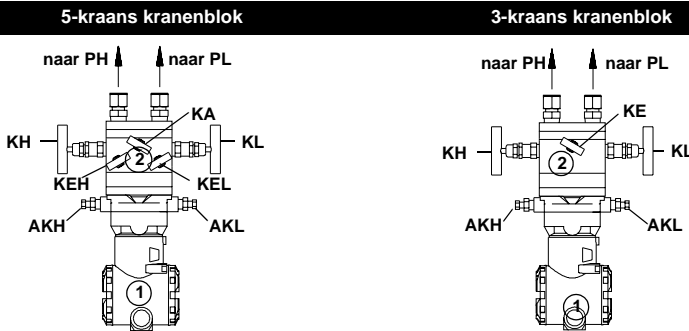 5-kraans kranenblok
naar PH
naar PL
KA
KH
KL
2
KEH
KEL
AKH
AKL
1
3-kraans kranenblok
naar PH
naar PL
KE
KH
KL
2
AKH
AKL
1